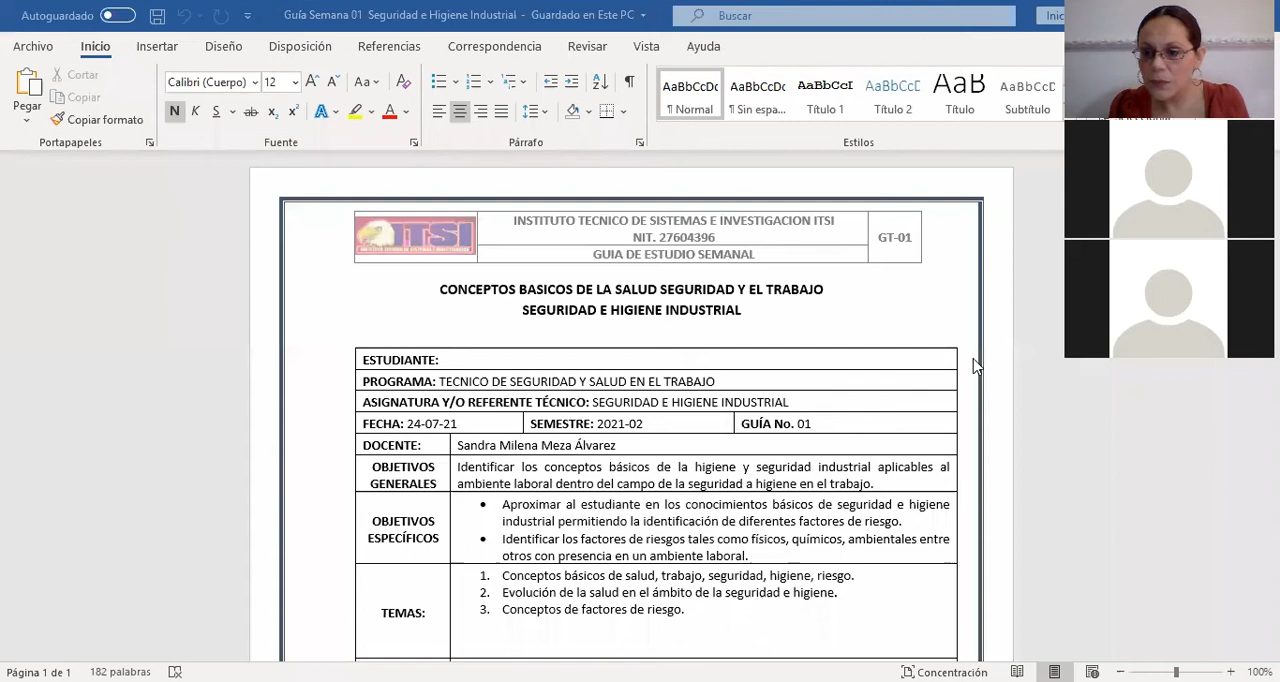 Autoguardado
Guía Semana 01 Seguridad e Higiene Industrial - Guardado en Este PC
Buscar
Inic
Archivo Inicio Insertar Diseño Disposición Referencias Correspondencia Revisar Vista Ayuda
Pegar
Cortar
Copiar
Copiar formato
Portapapeles
Calibri (Cuerpo) 12
Aa
N K S ab x₂ x²
A A
Fuente
Párrafo
AaBbCcDc AaBbCcDc AaBbCcI AaBbCcD AaB AaBbCcD
¶ Normal ¶ Sin espa... Título 1 Título 2 Título Subtítulo
Estilos
ITSI
INSTITUTO TECNICO DE SISTEMAS E INVESTIGACION ITSI
NIT. 27604396
GUIA DE ESTUDIO SEMANAL
GT-01
CONCEPTOS BASICOS DE LA SALUD SEGURIDAD Y EL TRABAJO
SEGURIDAD E HIGIENE INDUSTRIAL
ESTUDIANTE:
PROGRAMA: TECNICO DE SEGURIDAD Y SALUD EN EL TRABAJO
ASIGNATURA Y/O REFERENTE TÉCNICO: SEGURIDAD E HIGIENE INDUSTRIAL
FECHA: 24-07-21 SEMESTRE: 2021-02 GUÍA No. 01
DOCENTE: Sandra Milena Meza Álvarez
OBJETIVOS GENERALES
Identificar los conceptos básicos de la higiene y seguridad industrial aplicables al
ambiente laboral dentro del campo de la seguridad a higiene en el trabajo.
OBJETIVOS ESPECÍFICOS
• Aproximar al estudiante en los conocimientos básicos de seguridad e higiene
industrial permitiendo la identificación de diferentes factores de riesgo.
• Identificar los factores de riesgos tales como físicos, químicos, ambientales entre
otros con presencia en un ambiente laboral.
TEMAS:
1. Conceptos básicos de salud, trabajo, seguridad, higiene, riesgo.
2. Evolución de la salud en el ámbito de la seguridad e higiene.
3. Conceptos de factores de riesgo.
Página 1 de 1 182 palabras
Concentración
100%